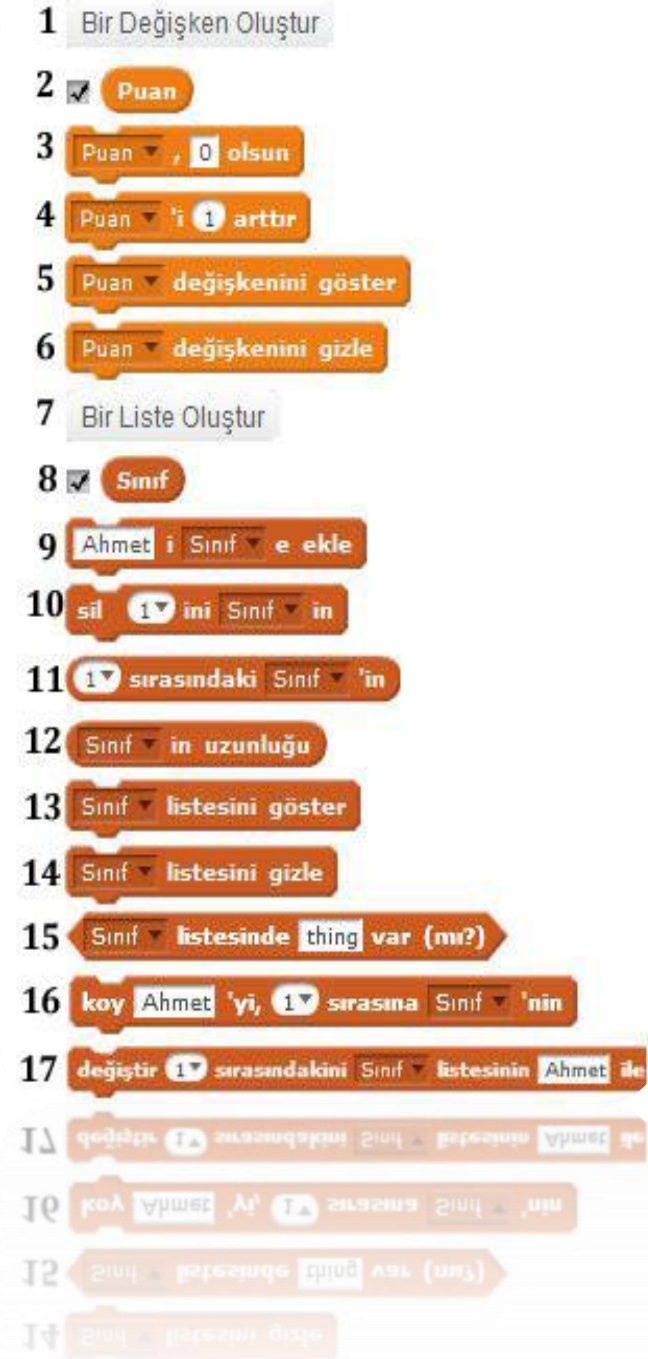 1 Bir Değişken Oluştur
2 Puan
3 Puan , 0 olsun
4 Puan 'i 1 arttır
5 Puan değişkenini göster
6 Puan değişkenini gizle
7 Bir Liste Oluştur
8 Sınıf
9 Ahmet i Sınıf e ekle
10 sil 1 ini Sınıf in
11 1 sırasındaki Sınıf 'in
12 Sınıf in uzunluğu
13 Sınıf listesini göster
14 Sınıf listesini gizle
15 Sınıf listesinde thing var (mı?)
16 koy Ahmet 'yi, 1 sırasına Sınıf 'nin
17 değiştir 1 sırasındakini Sınıf listesinin Ahmet ile